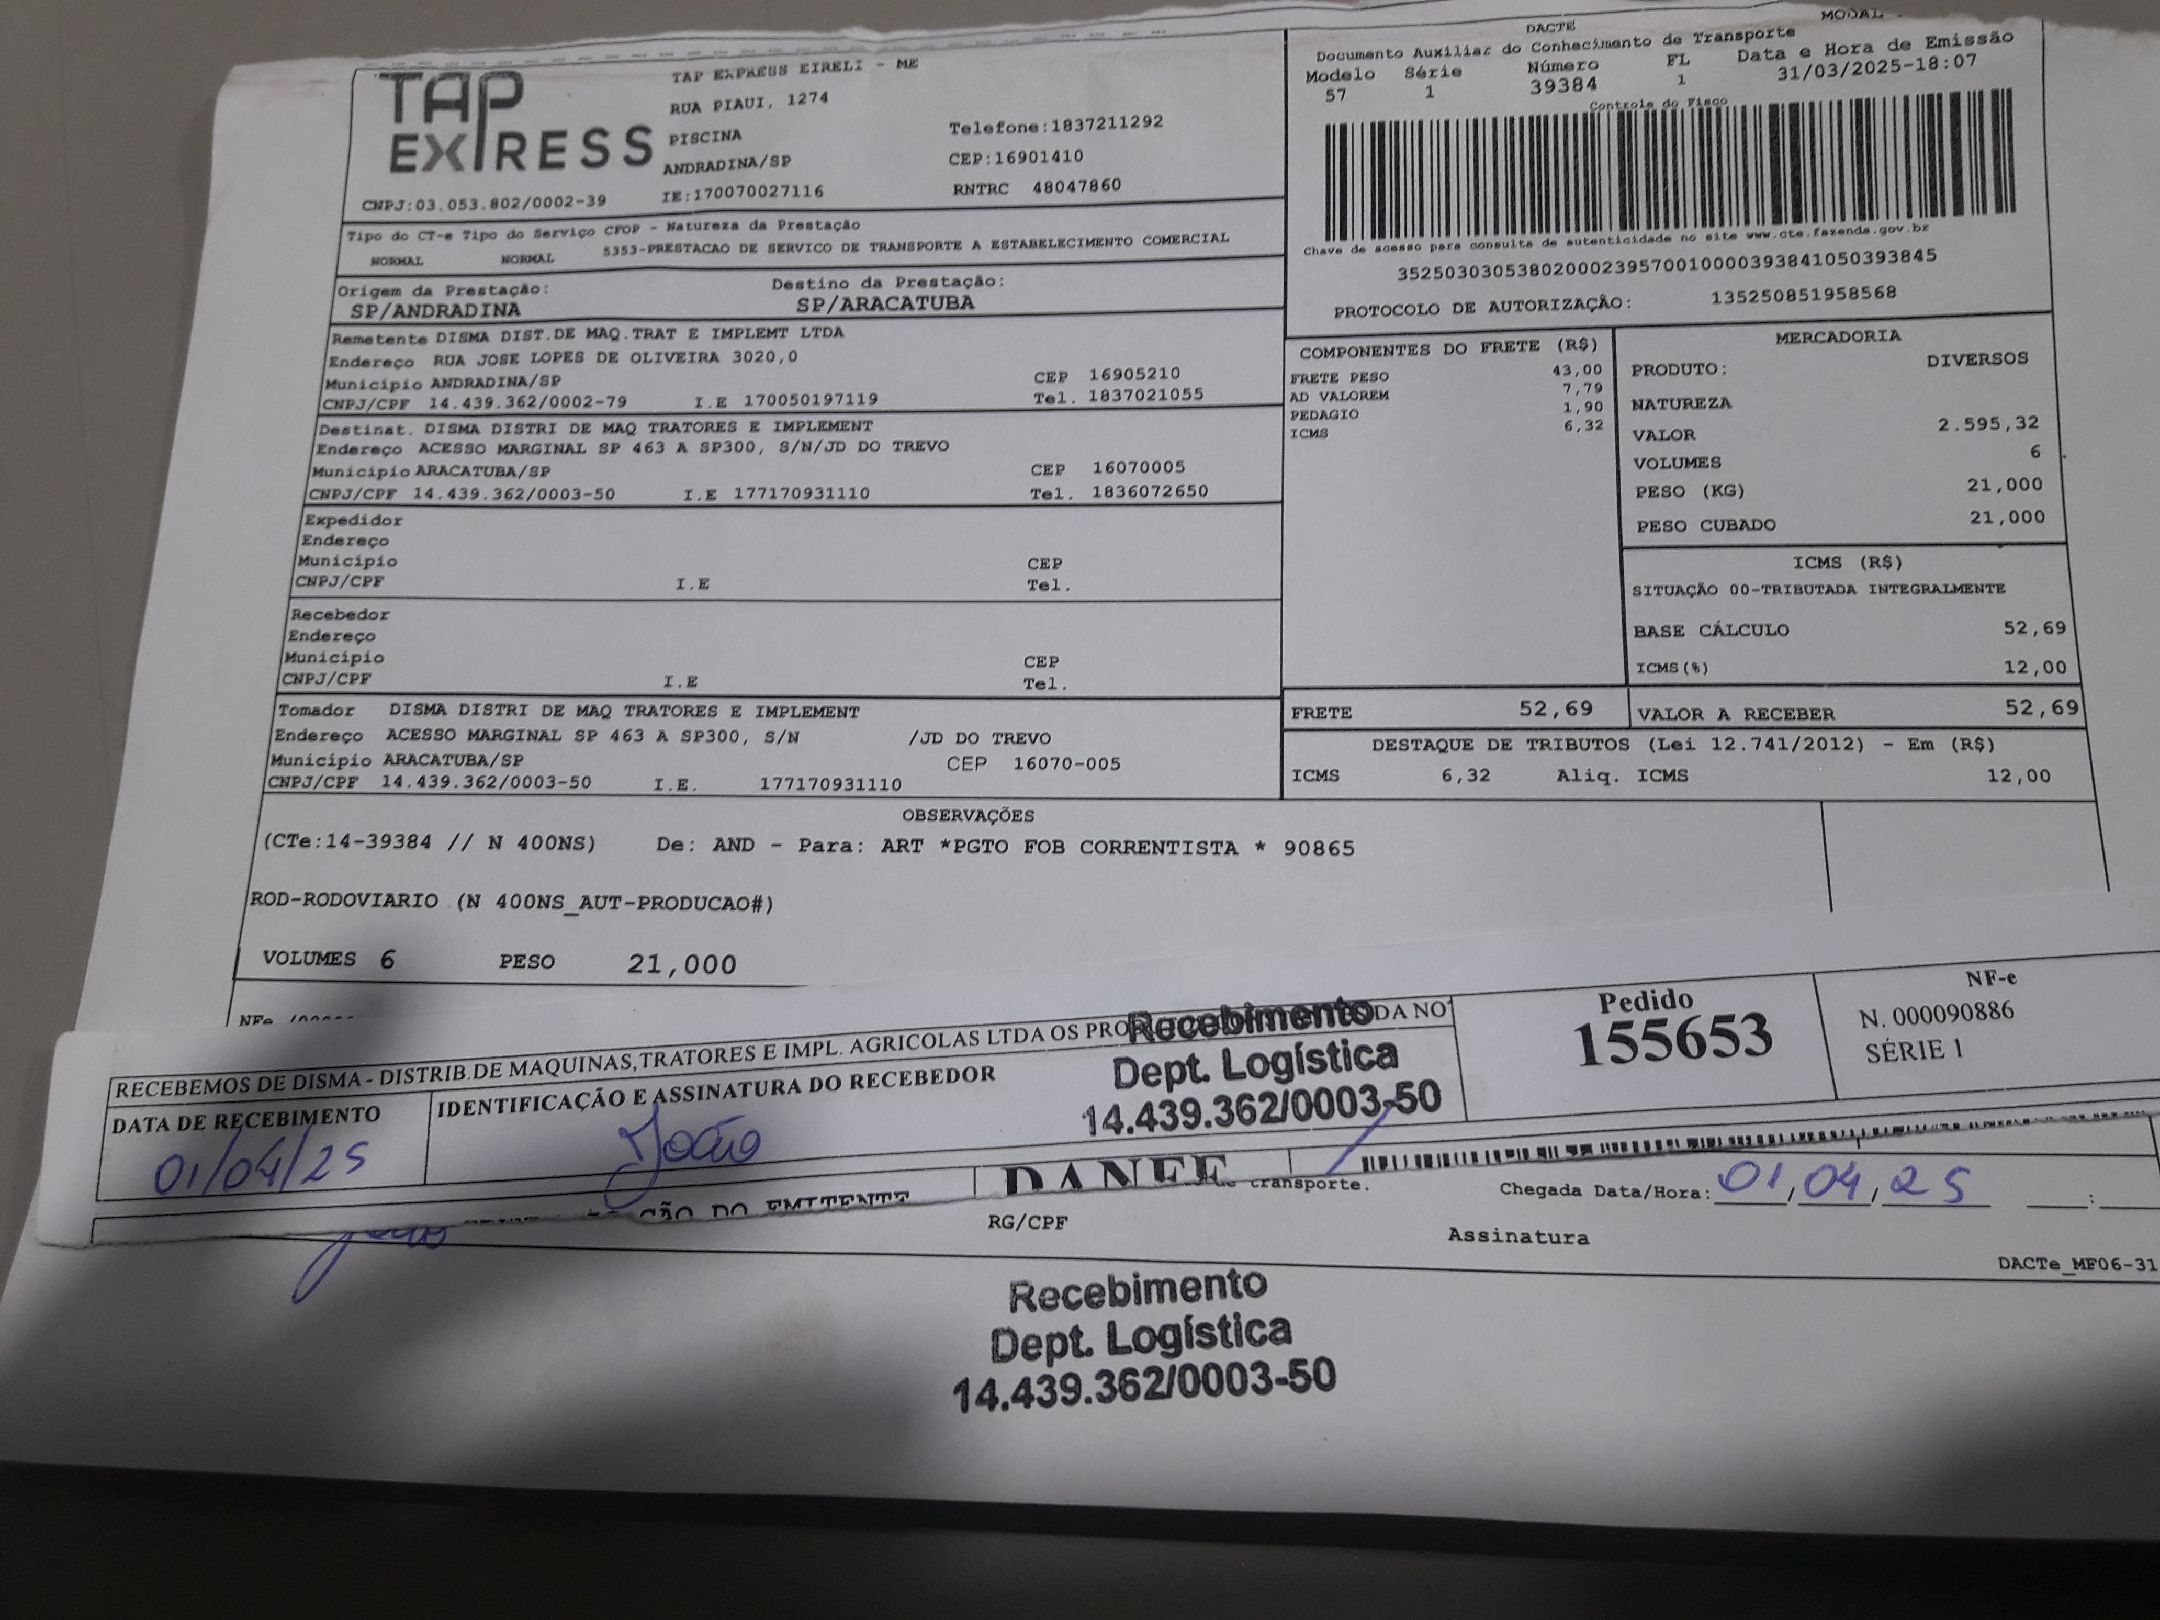 TAP EXPRESS
TAP EXPRESS EIRELI - ME
RUA PIAUI, 1274
PISCINA
ANDRADINA/SP
IE:170070027116
CNPJ:03.053.802/0002-39
Telefone:1837211292
CEP:16901410
RNTRC 48047860
DACTE
MODAL
Documento Auxiliar do Conhecimento de Transporte
Modelo Série Número FL Data e Hora de Emissão
57 1 39384 1 31/03/2025-18:07
Controle do Fisco
Chave de acesso para consulta de autenticidade no site www.cte.fazenda.gov.br
35250303053802000239570010000393841050393845
PROTOCOLO DE AUTORIZAÇÃO: 135250851958568
Tipo do CT-e Tipo do Serviço CFOP - Natureza da Prestação
NORMAL NORMAL 5353-PRESTACAO DE SERVICO DE TRANSPORTE A ESTABELECIMENTO COMERCIAL
Origem da Prestação: Destino da Prestação:
SP/ANDRADINA SP/ARACATUBA
Remetente DISMA DIST.DE MAQ.TRAT E IMPLEMT LTDA
Endereço RUA JOSE LOPES DE OLIVEIRA 3020,0
Município ANDRADINA/SP CEP 16905210
CNPJ/CPF 14.439.362/0002-79 I.E 170050197119 Tel. 1837021055
Destinat. DISMA DISTRI DE MAQ TRATORES E IMPLEMENT
Endereço ACESSO MARGINAL SP 463 A SP300, S/N/JD DO TREVO
Município ARACATUBA/SP CEP 16070005
CNPJ/CPF 14.439.362/0003-50 I.E 177170931110 Tel. 1836072650
Expedidor
Endereço
Município CEP
CNPJ/CPF I.E Tel.
Recebedor
Endereço
Município CEP
CNPJ/CPF I.E Tel.
Tomador DISMA DISTRI DE MAQ TRATORES E IMPLEMENT
Endereço ACESSO MARGINAL SP 463 A SP300, S/N /JD DO TREVO
Município ARACATUBA/SP CEP 16070-005
CNPJ/CPF 14.439.362/0003-50 I.E. 177170931110
COMPONENTES DO FRETE (R$)
FRETE PESO 43,00
AD VALOREM 7,79
PEDAGIO 1,90
ICMS 6,32
MERCADORIA
PRODUTO: DIVERSOS
NATUREZA
VALOR 2.595,32
VOLUMES 6
PESO (KG) 21,000
PESO CUBADO 21,000
ICMS (R$)
SITUAÇÃO 00-TRIBUTADA INTEGRALMENTE
BASE CÁLCULO 52,69
ICMS(%) 12,00
FRETE 52,69 VALOR A RECEBER 52,69
DESTAQUE DE TRIBUTOS (Lei 12.741/2012) - Em (R$)
ICMS 6,32 Aliq. ICMS 12,00
OBSERVAÇÕES
(CTe:14-39384 // N 400NS) De: AND - Para: ART *PGTO FOB CORRENTISTA * 90865
ROD-RODOVIARIO (N 400NS_AUT-PRODUCAO#)
VOLUMES 6 PESO 21,000
RECEBEMOS DE DISMA - DISTRIB.DE MAQUINAS,TRATORES E IMPL. AGRICOLAS LTDA OS
DATA DE RECEBIMENTO
01/04/25
IDENTIFICAÇÃO E ASSINATURA DO RECEBEDOR
João
Recebimento
Dept. Logística
14.439.362/0003-50
Pedido
155653
NF-e
N. 000090886
SÉRIE 1
DANFE
transporte.
Chegada Data/Hora: 01/04/25 :
RG/CPF
Assinatura
DACTe_MF06-31
Recebimento
Dept. Logística
14.439.362/0003-50